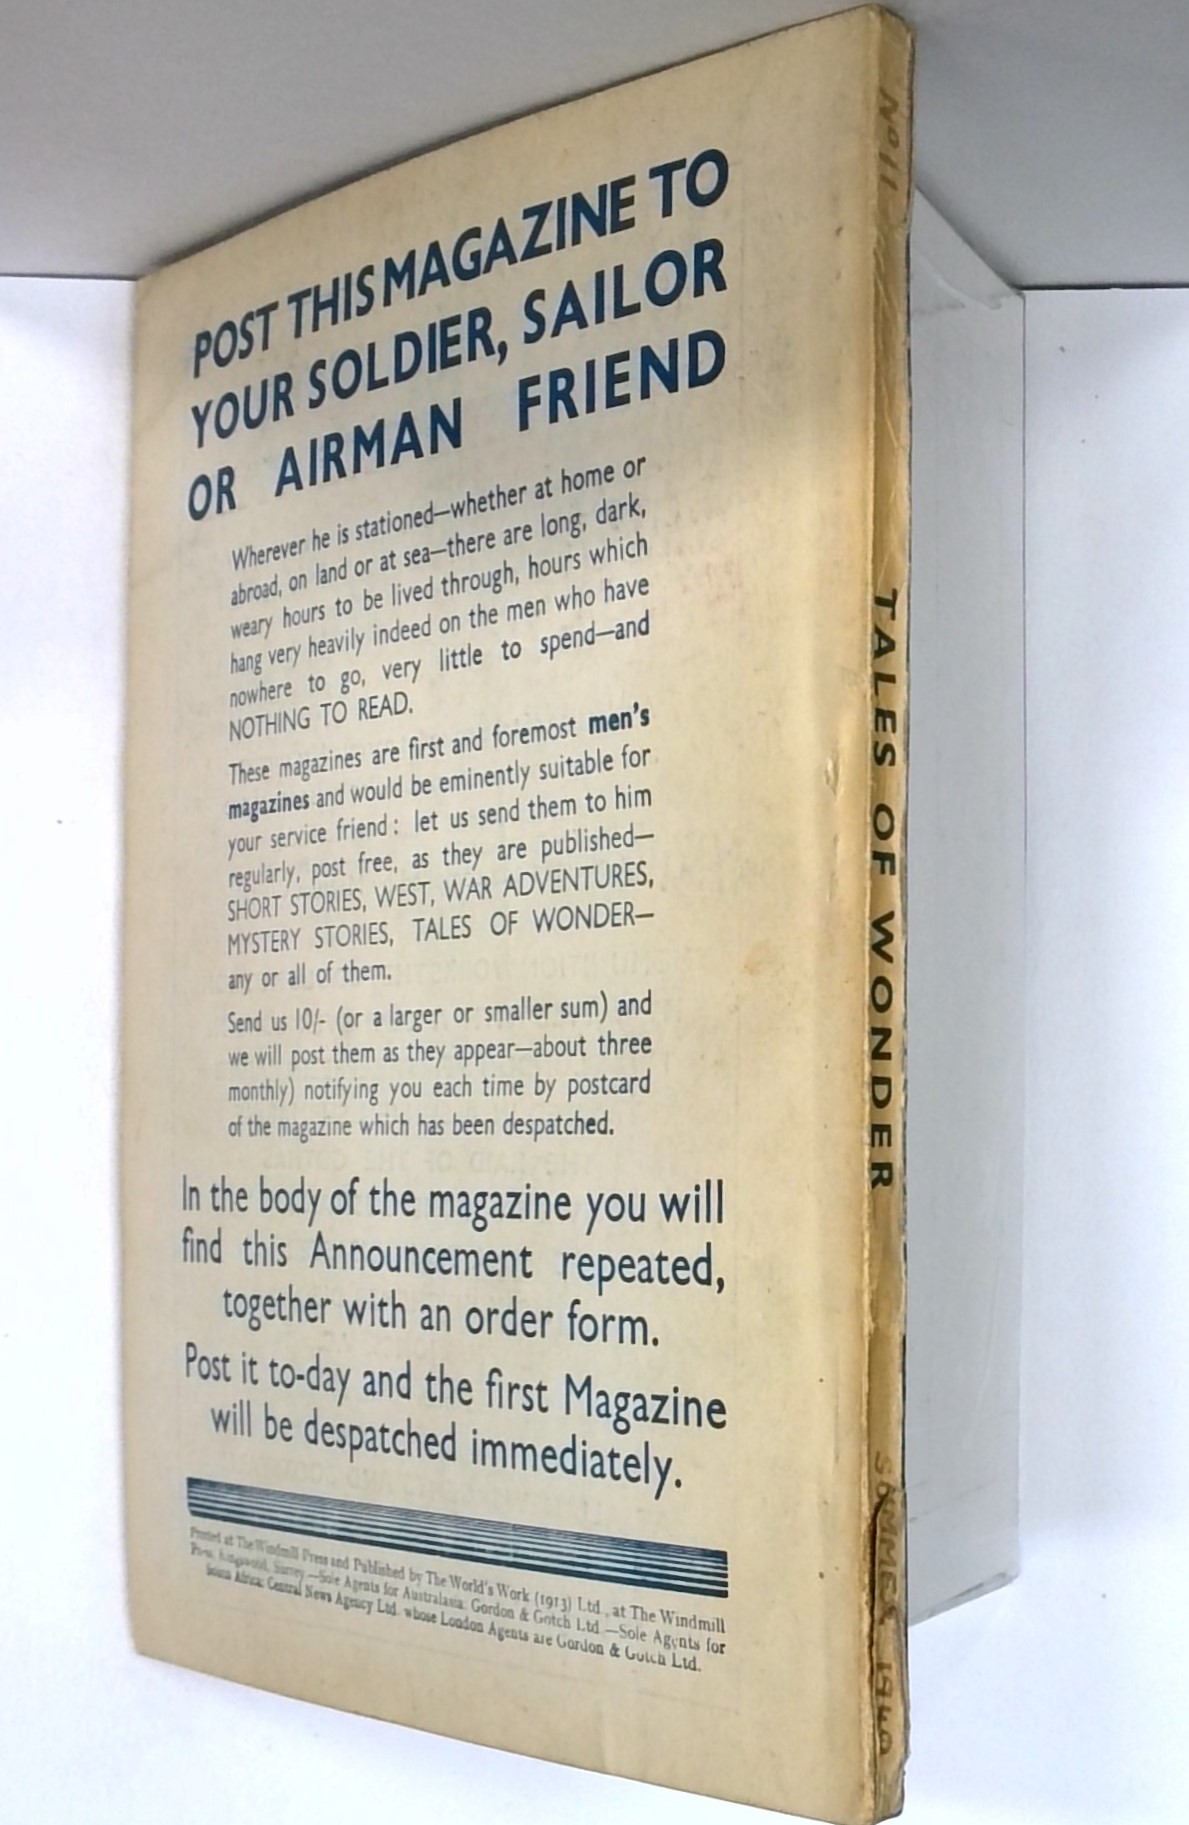 POST THIS MAGAZINE TO
YOUR SOLDIER, SAILOR
OR AIRMAN FRIEND
Wherever he is stationed—whether at home or
abroad, on land or at sea—there are long, dark,
weary hours to be lived through, hours which
hang very heavily indeed on the men who have
nowhere to go, very little to spend—and
NOTHING TO READ.
These magazines are first and foremost men's
magazines and would be eminently suitable for
your service friend: let us send them to him
regularly, post free, as they are published—
SHORT STORIES, WEST, WAR ADVENTURES,
MYSTERY STORIES, TALES OF WONDER—
any or all of them.
Send us 10/- (or a larger or smaller sum) and
we will post them as they appear—about three
monthly) notifying you each time by postcard
of the magazine which has been despatched.
In the body of the magazine you will
find this Announcement repeated,
together with an order form.
Post it to-day and the first Magazine
will be despatched immediately.
Printed at The Windmill Press and Published by The World's Work (1913) Ltd., at The Windmill
Press, Kingswood, Surrey.—Sole Agents for Australasia: Gordon & Gotch Ltd.—Sole Agents for
South Africa: Central News Agency Ltd. whose London Agents are Gordon & Gotch Ltd.
No 11
TALES OF WONDER
SUMMER 1940